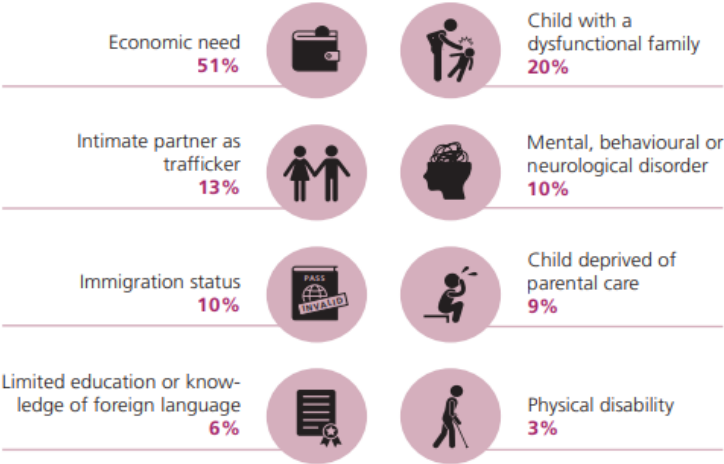 Economic need
51%
Child with a
dysfunctional family
20%
Intimate partner as
trafficker
13%
Mental, behavioural or
neurological disorder
10%
Immigration status
10%
PASS
INVALID
Child deprived of
parental care
9%
Limited education or know-
ledge of foreign language
6%
Physical disability
3%